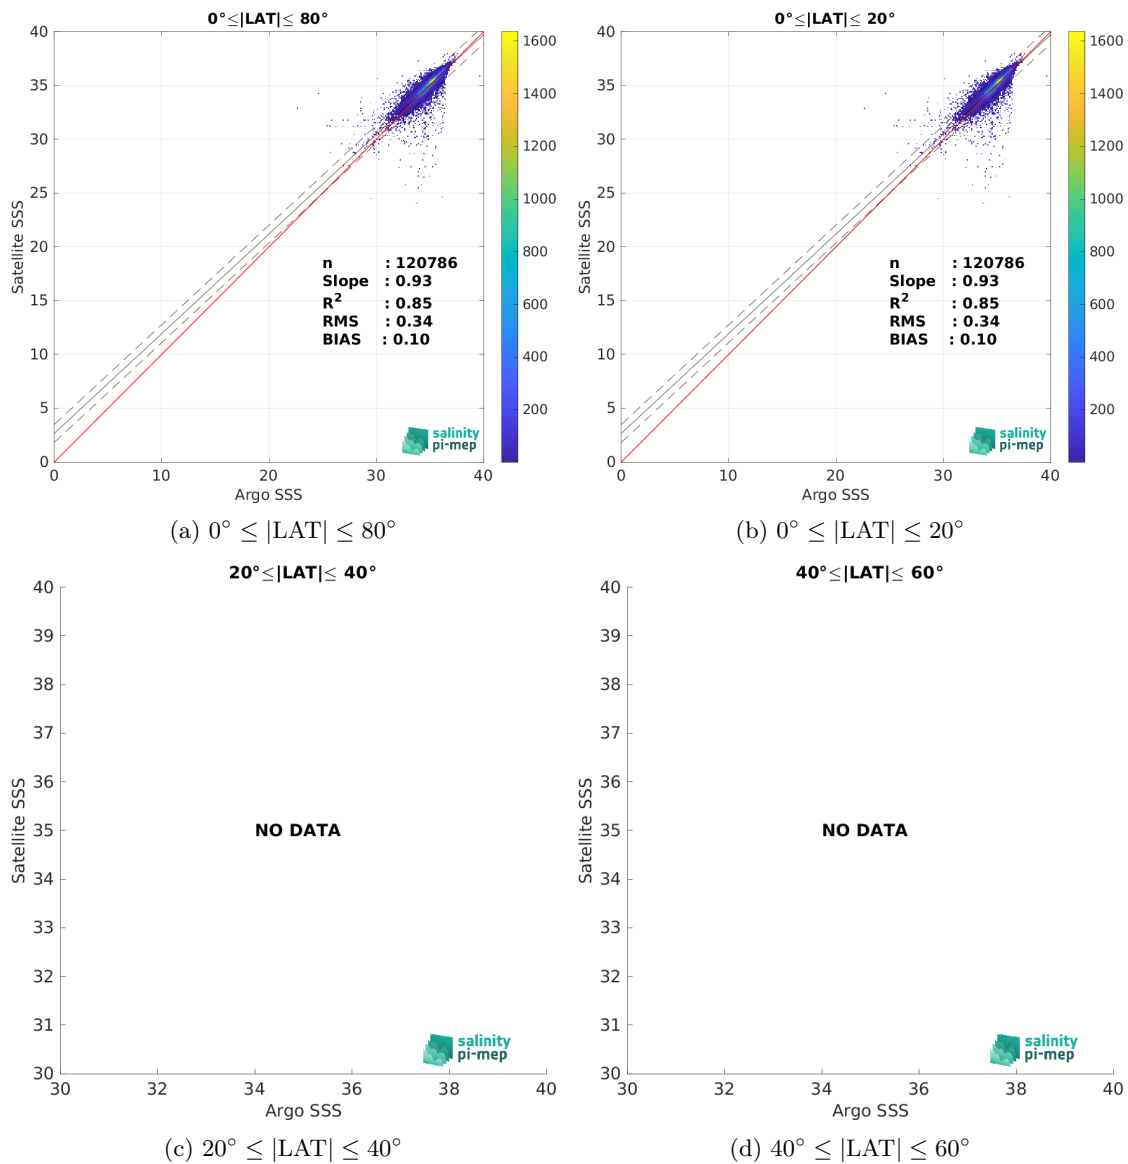 0°≤|LAT|≤ 80°
40
35
30
25
20
15
10
5
0
Satellite SSS
n : 120786
Slope : 0.93
R² : 0.85
RMS : 0.34
BIAS : 0.10
salinity
pi-mep
0 10 20 30 40
Argo SSS
1600
1400
1200
1000
800
600
400
200
(a) 0° ≤ |LAT| ≤ 80°
0°≤|LAT|≤ 20°
40
35
30
25
20
15
10
5
0
Satellite SSS
n : 120786
Slope : 0.93
R² : 0.85
RMS : 0.34
BIAS : 0.10
salinity
pi-mep
0 10 20 30 40
Argo SSS
1600
1400
1200
1000
800
600
400
200
(b) 0° ≤ |LAT| ≤ 20°
20°≤|LAT|≤ 40°
40
39
38
37
36
35
34
33
32
31
30
Satellite SSS
NO DATA
salinity
pi-mep
30 32 34 36 38 40
Argo SSS
(c) 20° ≤ |LAT| ≤ 40°
40°≤|LAT|≤ 60°
40
39
38
37
36
35
34
33
32
31
30
Satellite SSS
NO DATA
salinity
pi-mep
30 32 34 36 38 40
Argo SSS
(d) 40° ≤ |LAT| ≤ 60°